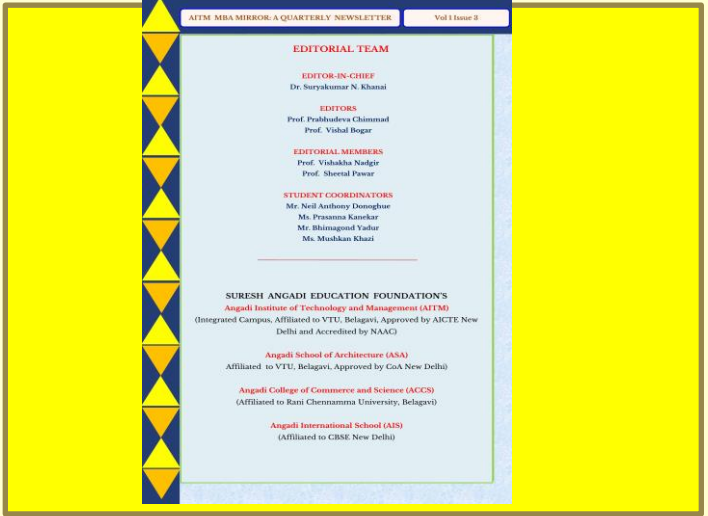 AITM MBA MIRROR: A QUARTERLY NEWSLETTER
Vol 1 Issue 3
EDITORIAL TEAM
EDITOR-IN-CHIEF
Dr. Suryakumar N. Khanai
EDITORS
Prof. Prabhudeva Chimmad
Prof. Vishal Bogar
EDITORIAL MEMBERS
Prof. Vishakha Nadgir
Prof. Sheetal Pawar
STUDENT COORDINATORS
Mr. Neil Anthony Donoghue
Ms. Prasanna Kanekar
Mr. Bhimagond Yadur
Ms. Mushkan Khazi
SURESH ANGADI EDUCATION FOUNDATION'S
Angadi Institute of Technology and Management (AITM)
(Integrated Campus, Affiliated to VTU, Belagavi, Approved by AICTE New
Delhi and Accredited by NAAC)
Angadi School of Architecture (ASA)
Affiliated to VTU, Belagavi, Approved by CoA New Delhi)
Angadi College of Commerce and Science (ACCS)
(Affiliated to Rani Chennamma University, Belagavi)
Angadi International School (AIS)
(Affiliated to CBSE New Delhi)